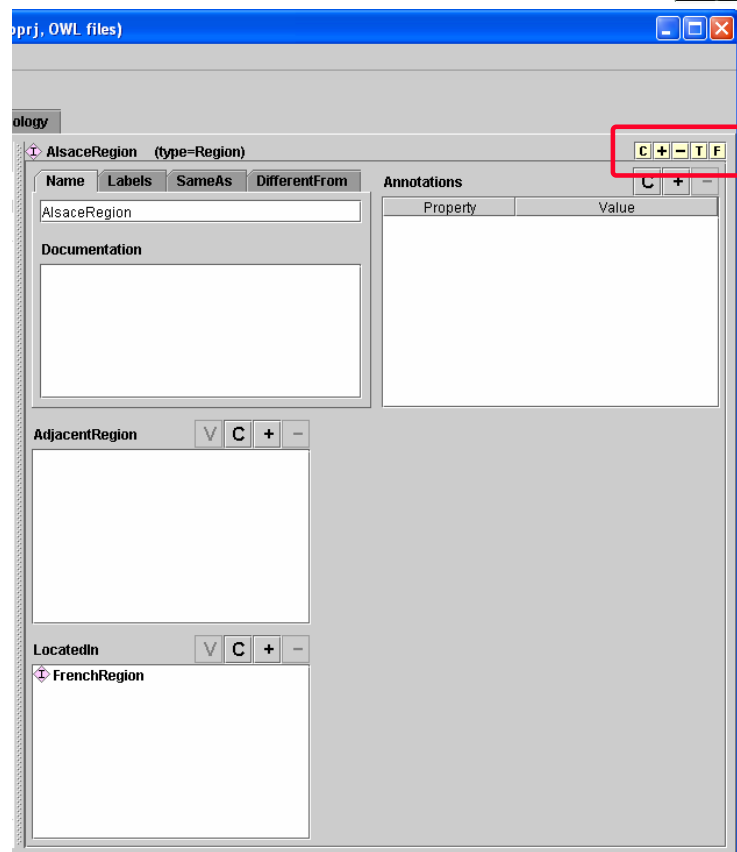 pprj, OWL files)
ology
I AlsaceRegion (type=Region) C + − T F
Name Labels SameAs DifferentFrom
Annotations C + −
AlsaceRegion
Property Value
Documentation
AdjacentRegion V C + −
LocatedIn V C + −
I FrenchRegion